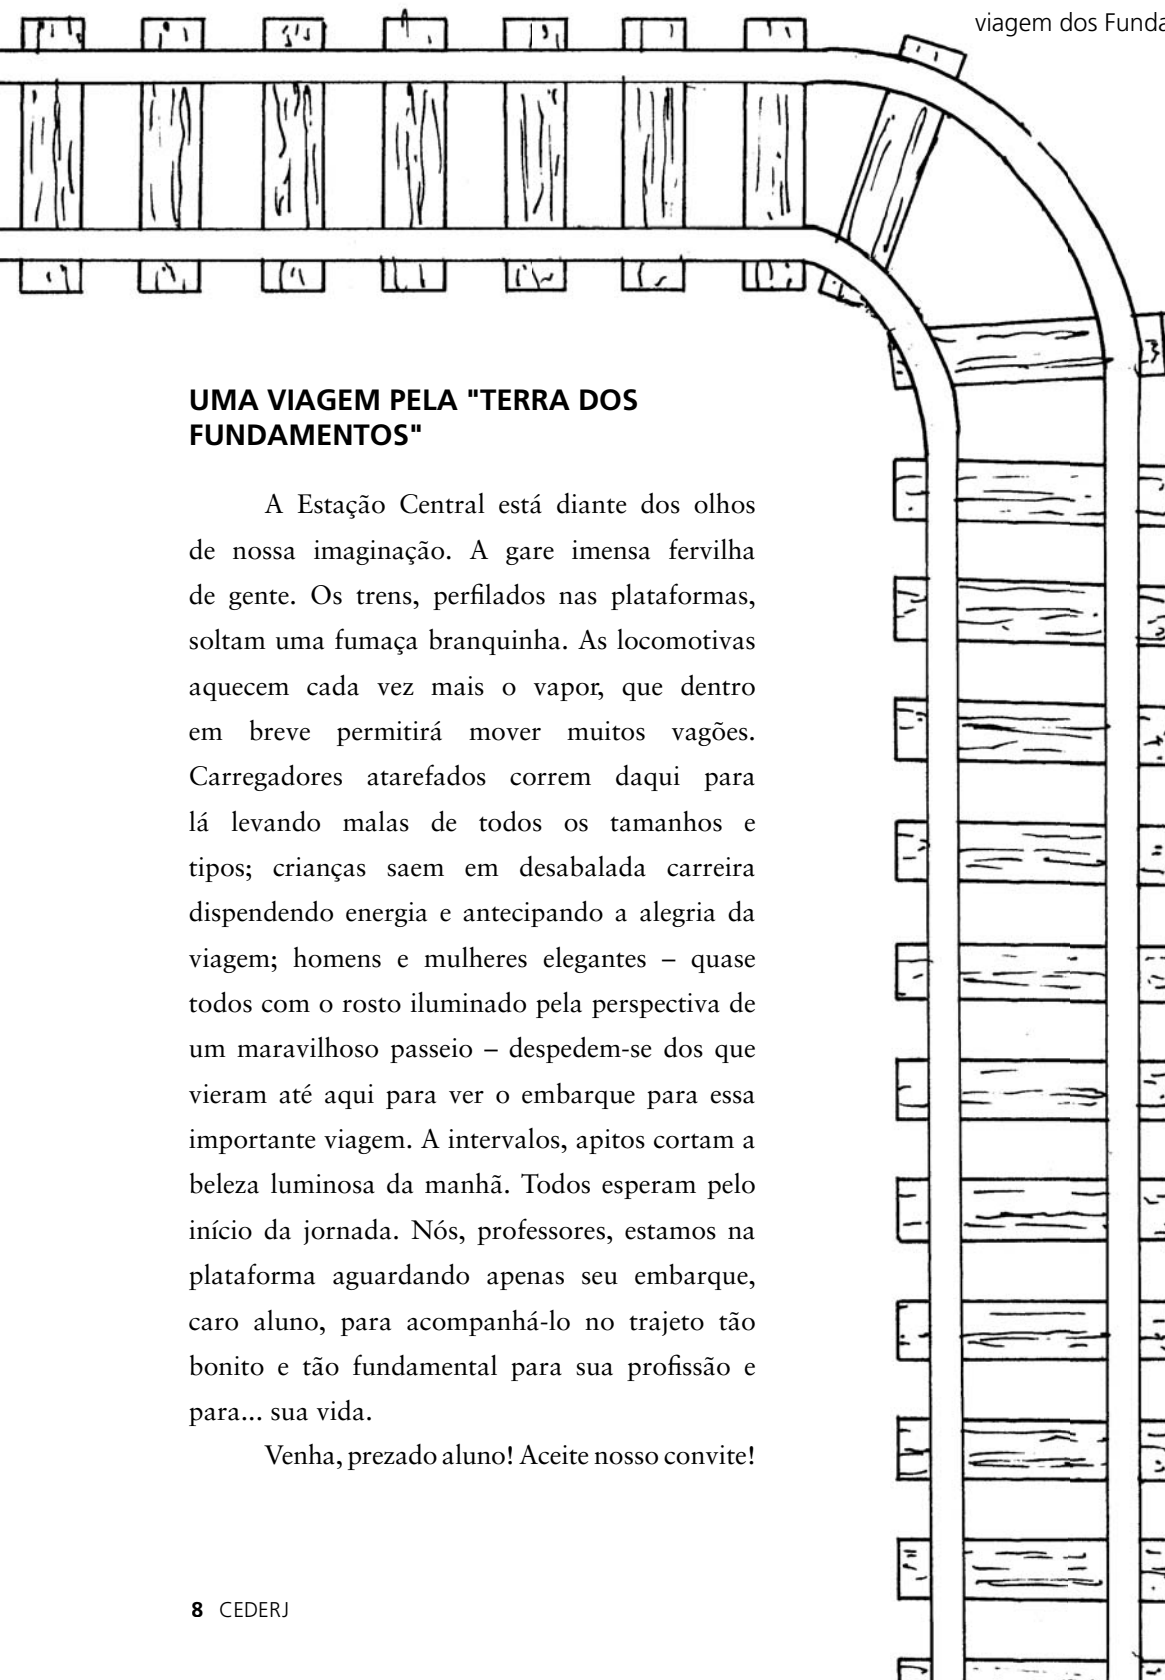 viagem dos Funda
UMA VIAGEM PELA "TERRA DOS
FUNDAMENTOS"
A Estação Central está diante dos olhos
de nossa imaginação. A gare imensa fervilha
de gente. Os trens, perfilados nas plataformas,
soltam uma fumaça branquinha. As locomotivas
aquecem cada vez mais o vapor, que dentro
em breve permitirá mover muitos vagões.
Carregadores atarefados correm daqui para
lá levando malas de todos os tamanhos e
tipos; crianças saem em desabalada carreira
dispendendo energia e antecipando a alegria da
viagem; homens e mulheres elegantes – quase
todos com o rosto iluminado pela perspectiva de
um maravilhoso passeio – despedem-se dos que
vieram até aqui para ver o embarque para essa
importante viagem. A intervalos, apitos cortam a
beleza luminosa da manhã. Todos esperam pelo
início da jornada. Nós, professores, estamos na
plataforma aguardando apenas seu embarque,
caro aluno, para acompanhá-lo no trajeto tão
bonito e tão fundamental para sua profissão e
para... sua vida.
Venha, prezado aluno! Aceite nosso convite!
8 CEDERJ